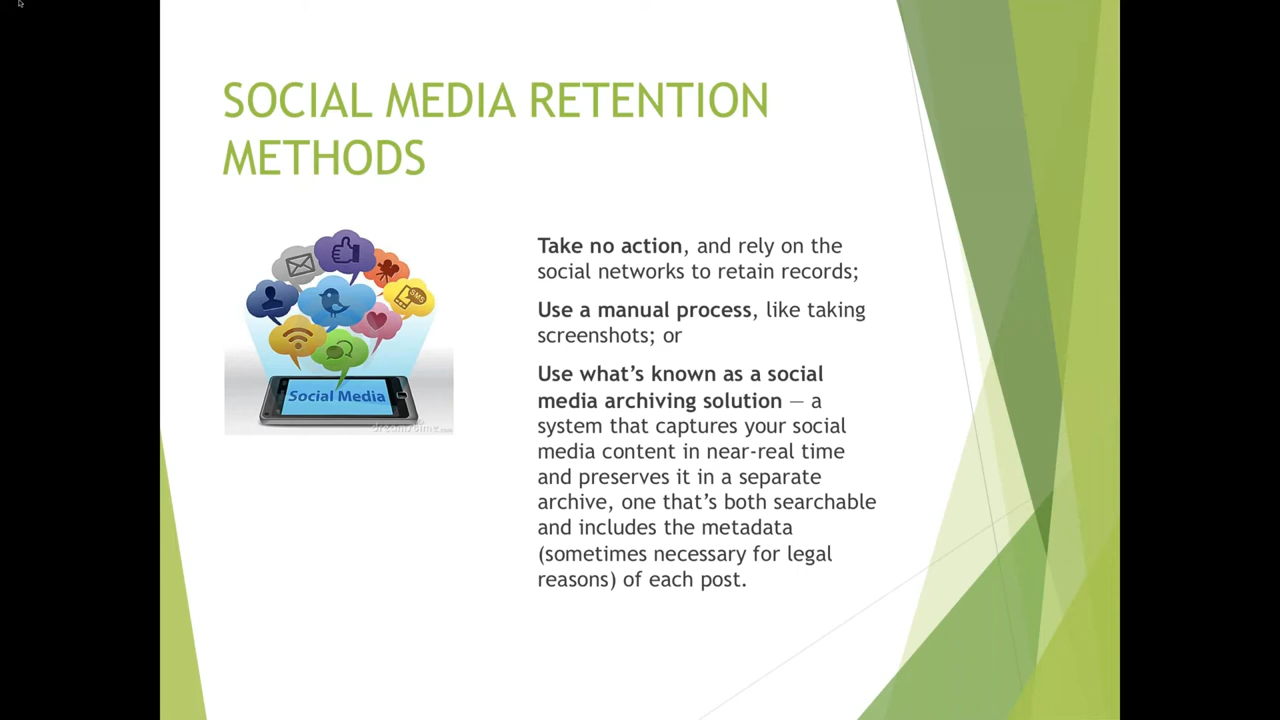 SOCIAL MEDIA RETENTION
METHODS
SMS
Social Media
dreamstime.com
Take no action, and rely on the
social networks to retain records;
Use a manual process, like taking
screenshots; or
Use what’s known as a social
media archiving solution — a
system that captures your social
media content in near-real time
and preserves it in a separate
archive, one that’s both searchable
and includes the metadata
(sometimes necessary for legal
reasons) of each post.